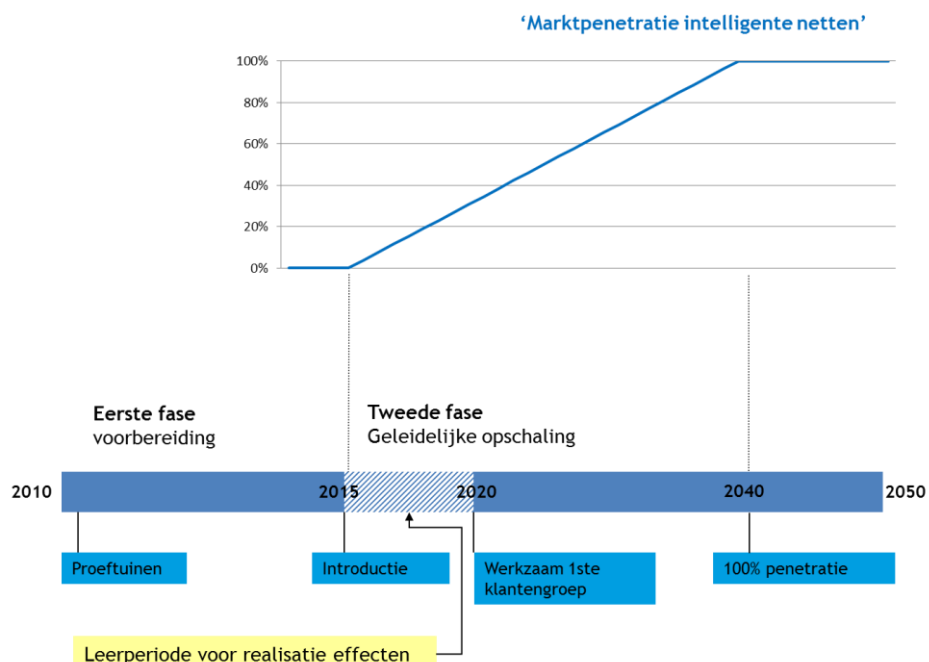 ‘Marktpenetratie intelligente netten’
100%
80%
60%
40%
20%
0%
Eerste fase
voorbereiding
Tweede fase
Geleidelijke opschaling
2010
2015
2020
2040
2050
Proeftuinen
Introductie
Werkzaam 1ste
klantengroep
100% penetratie
Leerperiode voor realisatie effecten